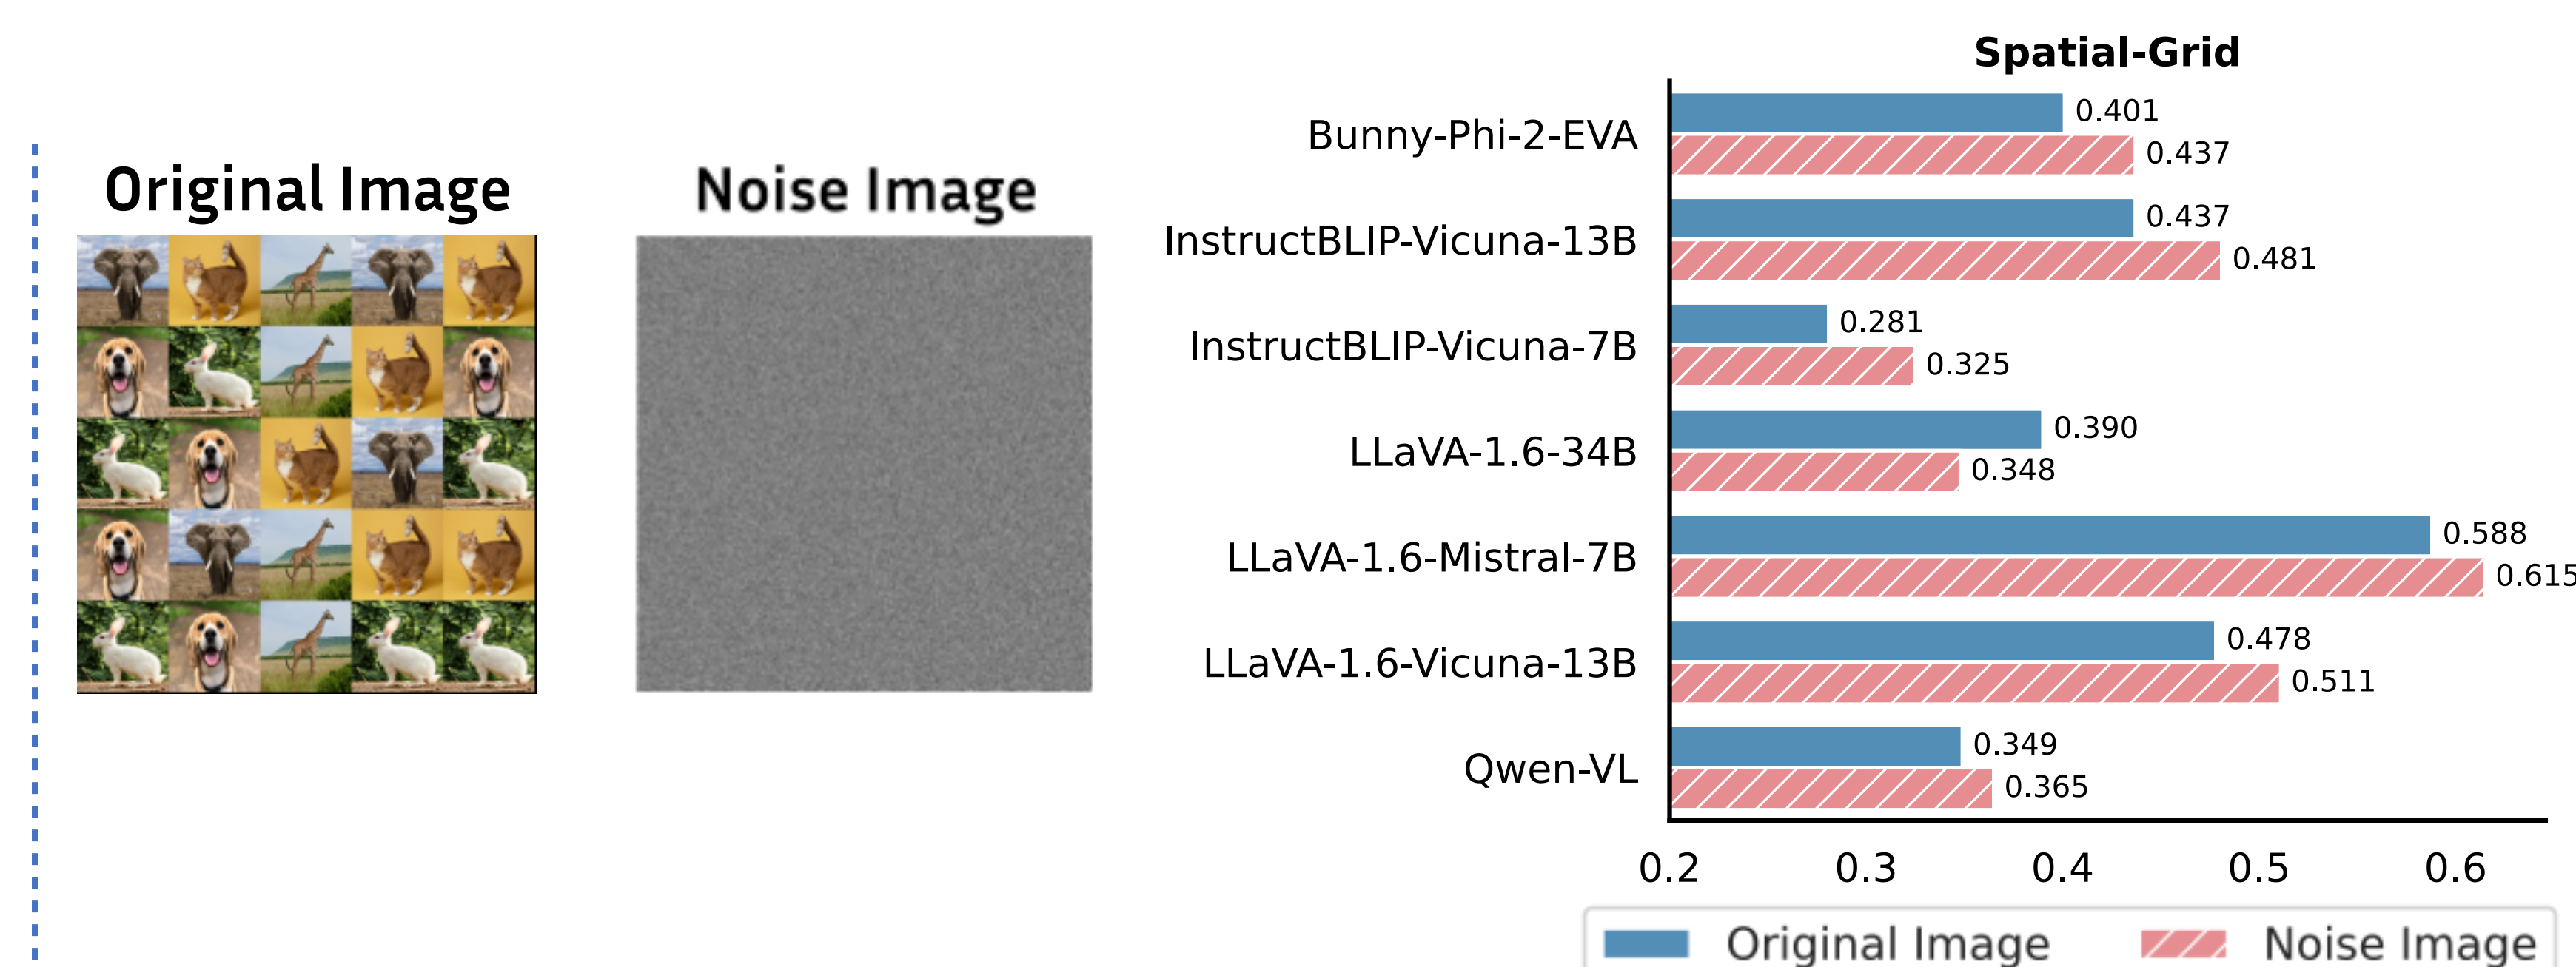 Original Image
Noise Image
Spatial-Grid
Bunny-Phi-2-EVA
0.401
0.437
InstructBLIP-Vicuna-13B
0.437
0.481
InstructBLIP-Vicuna-7B
0.281
0.325
LLaVA-1.6-34B
0.390
0.348
LLaVA-1.6-Mistral-7B
0.588
0.615
LLaVA-1.6-Vicuna-13B
0.478
0.511
Qwen-VL
0.349
0.365
0.2 0.3 0.4 0.5 0.6
Original Image Noise Image